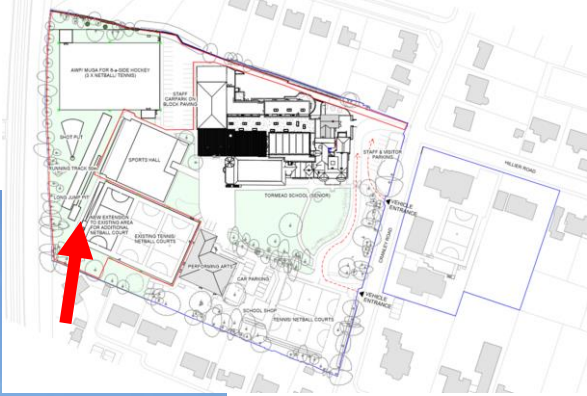 AWP/ MUGA FOR 6-a-SIDE HOCKEY
(3 X NETBALL/ TENNIS)
STAFF
CARPARK ON
BLOCK PAVING
SHOT PUT
RUNNING TRACK
SPORTS HALL
LONG JUMP PIT
NEW EXTENSION
TO EXISTING AREA
FOR ADDITIONAL
NETBALL COURT
EXISTING TENNIS/
NETBALL COURTS
TORMEAD SCHOOL (SENIOR)
STAFF & VISITOR
PARKING
HILLIER ROAD
VEHICLE
ENTRANCE
CRANLEY ROAD
PERFORMING ARTS
CAR PARKING
VEHICLE
ENTRANCE
SCHOOL SHOP
TENNIS/ NETBALL COURTS